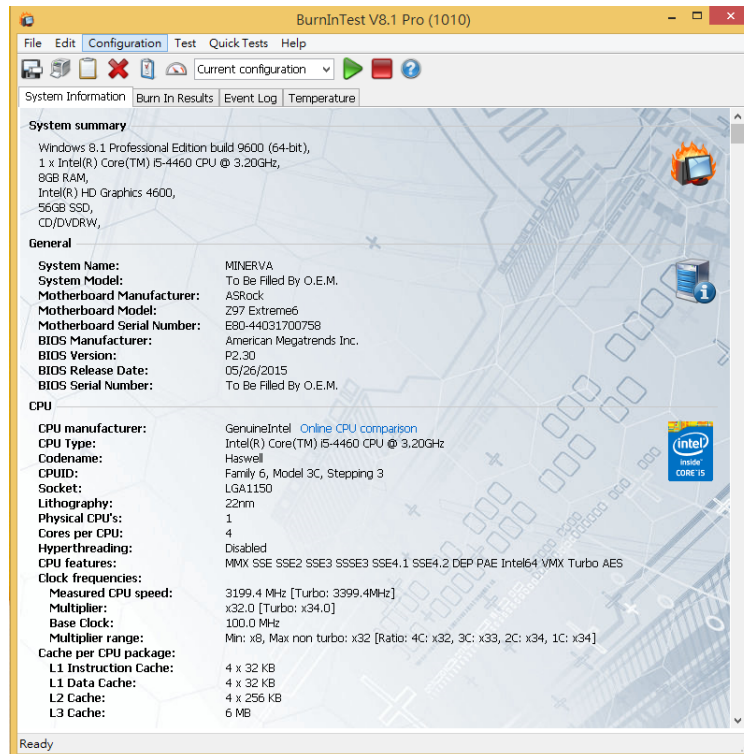 BurnInTest V8.1 Pro (1010)
File Edit Configuration Test Quick Tests Help
Current configuration
System Information Burn In Results Event Log Temperature
System summary
Windows 8.1 Professional Edition build 9600 (64-bit),
1 x Intel(R) Core(TM) i5-4460 CPU @ 3.20GHz,
8GB RAM,
Intel(R) HD Graphics 4600,
56GB SSD,
CD/DVDRW,
General
System Name: MINERVA
System Model: To Be Filled By O.E.M.
Motherboard Manufacturer: ASRock
Motherboard Model: Z97 Extreme6
Motherboard Serial Number: E80-44031700758
BIOS Manufacturer: American Megatrends Inc.
BIOS Version: P2.30
BIOS Release Date: 05/26/2015
BIOS Serial Number: To Be Filled By O.E.M.
CPU
CPU manufacturer: GenuineIntel Online CPU comparison
CPU Type: Intel(R) Core(TM) i5-4460 CPU @ 3.20GHz
Codename: Haswell
CPUID: Family 6, Model 3C, Stepping 3
Socket: LGA1150
Lithography: 22nm
Physical CPU's: 1
Cores per CPU: 4
Hyperthreading: Disabled
CPU features: MMX SSE SSE2 SSE3 SSSE3 SSE4.1 SSE4.2 DEP PAE Intel64 VMX Turbo AES
Clock frequencies:
Measured CPU speed: 3199.4 MHz [Turbo: 3399.4MHz]
Multiplier: x32.0 [Turbo: x34.0]
Base Clock: 100.0 MHz
Multiplier range: Min: x8, Max non turbo: x32 [Ratio: 4C: x32, 3C: x33, 2C: x34, 1C: x34]
Cache per CPU package:
L1 Instruction Cache: 4 x 32 KB
L1 Data Cache: 4 x 32 KB
L2 Cache: 4 x 256 KB
L3 Cache: 6 MB
intel
inside
CORE i5
Ready